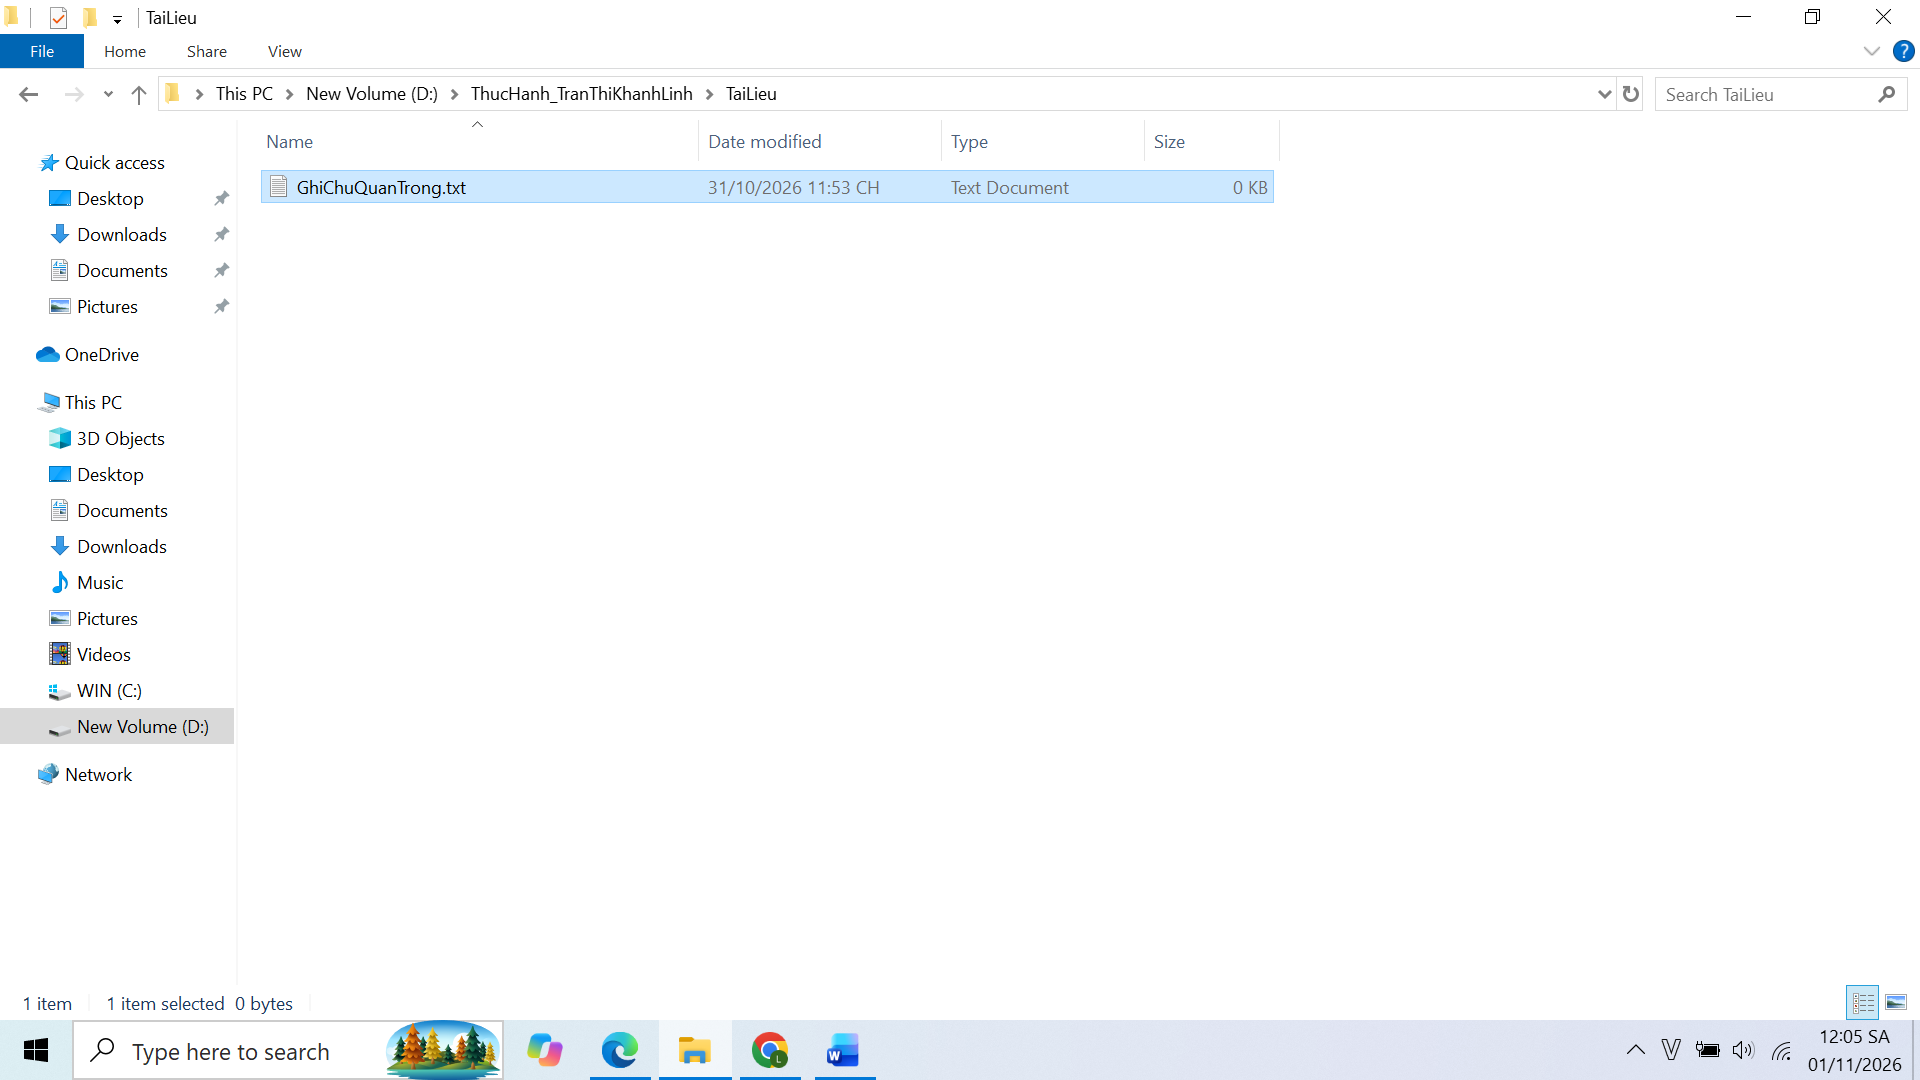 TaiLieu
File Home Share View ?
This PC New Volume (D:) ThucHanh_TranThiKhanhLinh TaiLieu Search TaiLieu
Name Date modified Type Size
GhiChuQuanTrong.txt 31/10/2026 11:53 CH Text Document 0 KB
Quick access
Desktop
Downloads
Documents
Pictures
OneDrive
This PC
3D Objects
Desktop
Documents
Downloads
Music
Pictures
Videos
WIN (C:)
New Volume (D:)
Network
1 item 1 item selected 0 bytes
Type here to search L W V 12:05 SA
01/11/2026